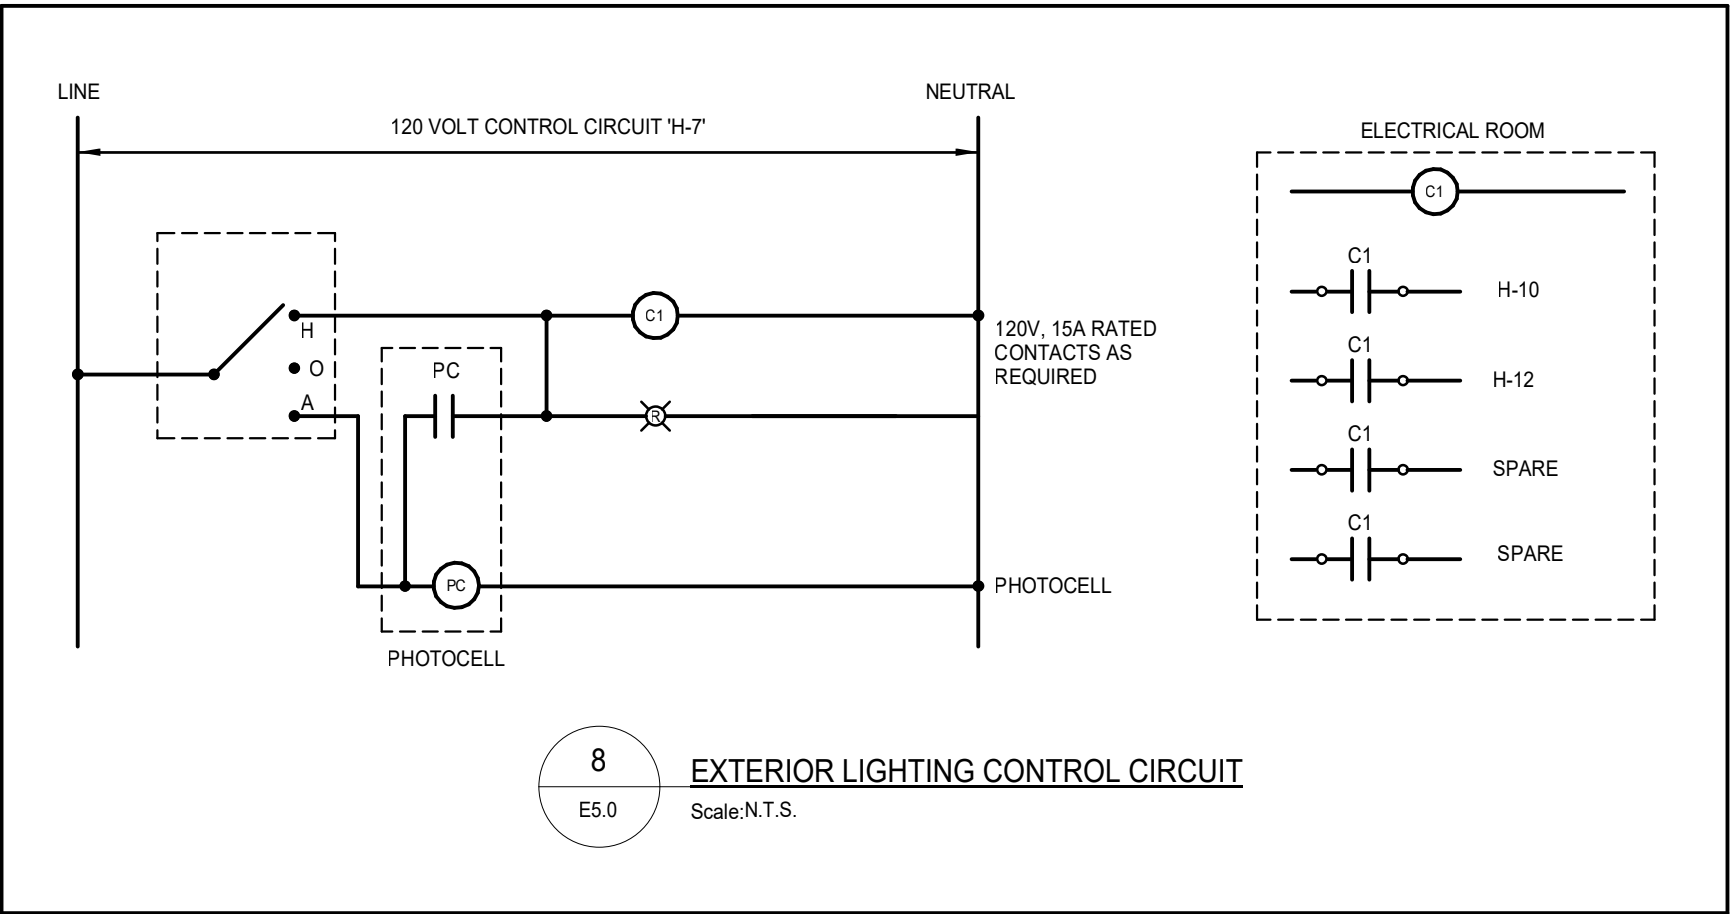 LINE
NEUTRAL
120 VOLT CONTROL CIRCUIT 'H-7'
H
O
A
C1
120V, 15A RATED
CONTACTS AS
REQUIRED
PC
R
PC
PHOTOCELL
PHOTOCELL
ELECTRICAL ROOM
C1
C1
H-10
C1
H-12
C1
SPARE
C1
SPARE
8
E5.0
EXTERIOR LIGHTING CONTROL CIRCUIT
Scale:N.T.S.